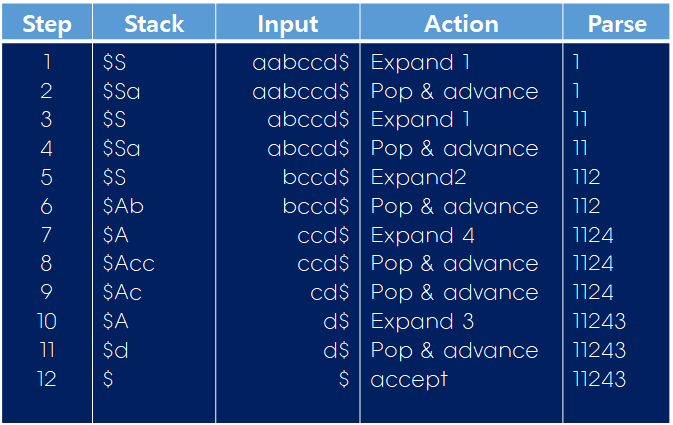 Step Stack Input Action Parse
1 $S aabccd$ Expand 1 1
2 $Sa aabccd$ Pop & advance 1
3 $S abccd$ Expand 1 11
4 $Sa abccd$ Pop & advance 11
5 $S bccd$ Expand2 112
6 $Ab bccd$ Pop & advance 112
7 $A ccd$ Expand 4 1124
8 $Acc ccd$ Pop & advance 1124
9 $Ac cd$ Pop & advance 1124
10 $A d$ Expand 3 11243
11 $d d$ Pop & advance 11243
12 $ $ accept 11243